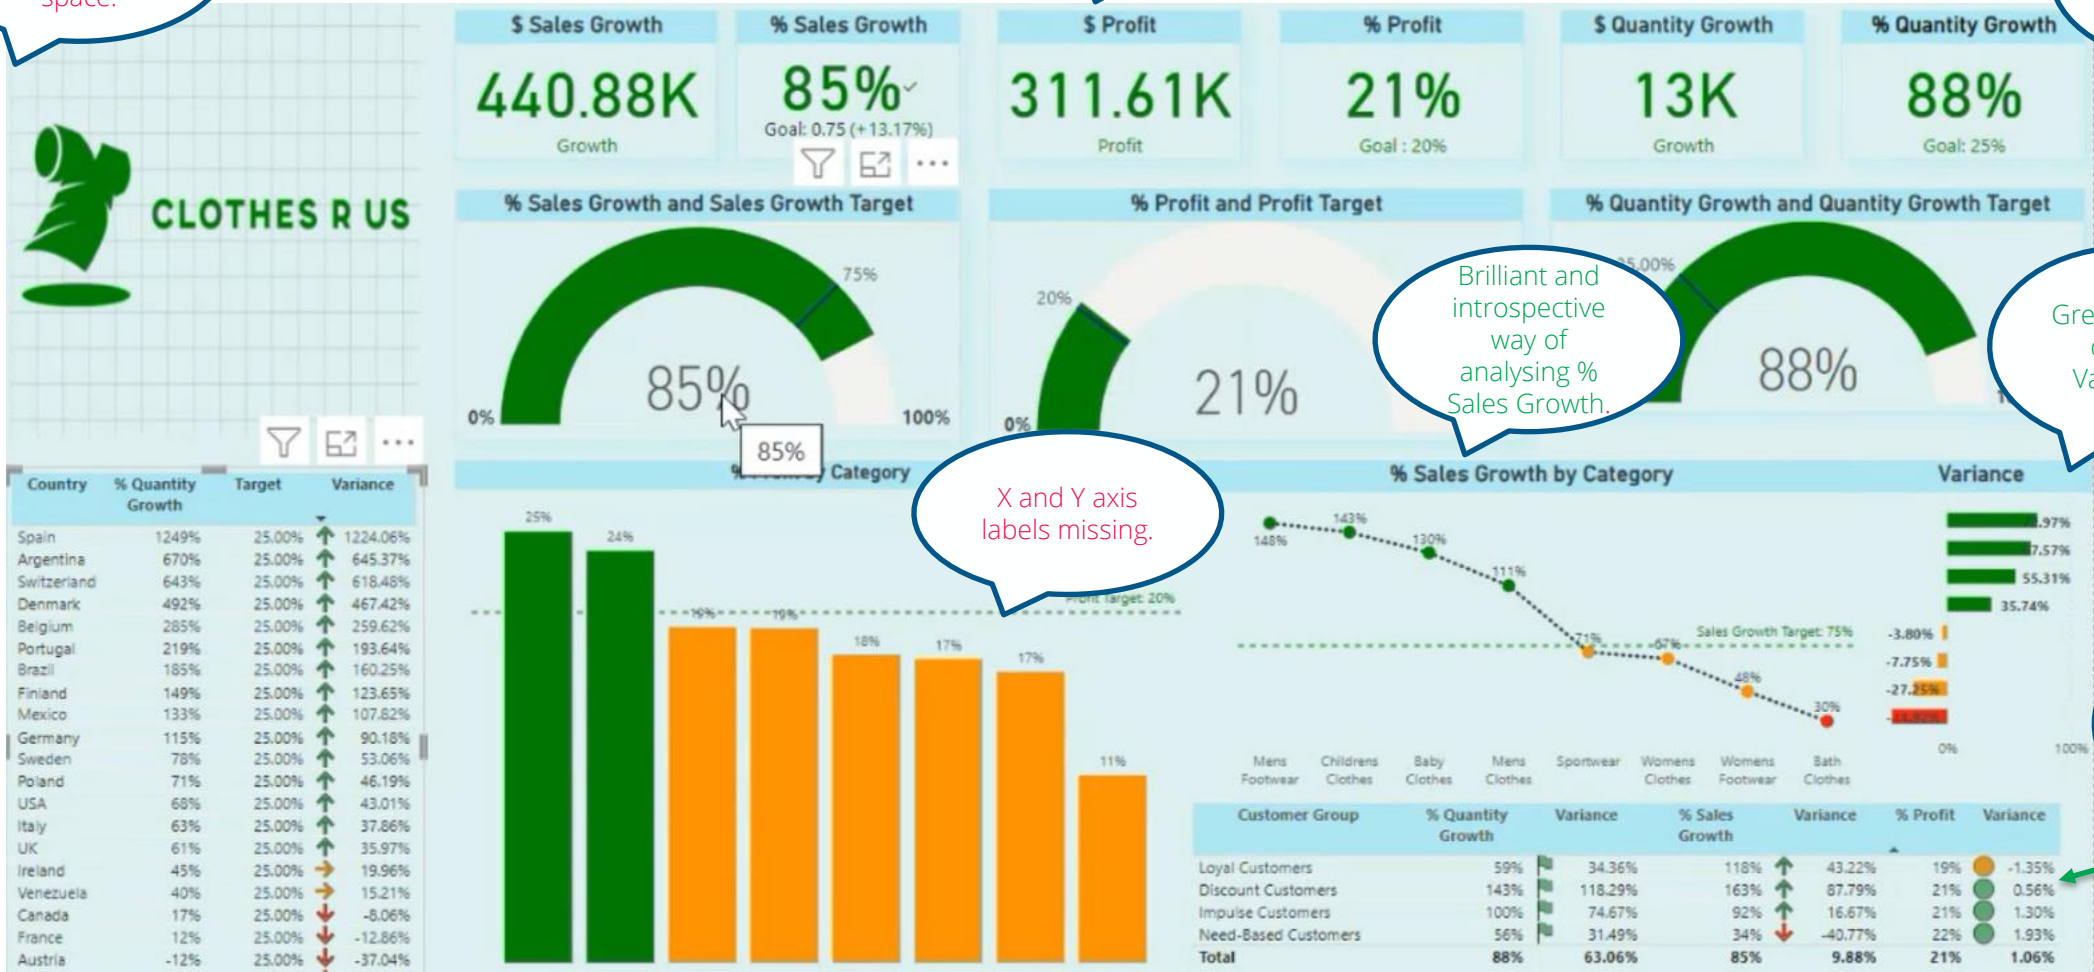 space.
$ Sales Growth
% Sales Growth
$ Profit
% Profit
$ Quantity Growth
% Quantity Growth
440.88K
Growth
85%
Goal: 0.75 (+13.17%)
311.61K
Profit
21%
Goal : 20%
13K
Growth
88%
Goal: 25%
CLOTHES R US
% Sales Growth and Sales Growth Target
75%
85%
0%
100%
85%
% Profit and Profit Target
20%
21%
0%
% Quantity Growth and Quantity Growth Target
88%
Brilliant and
introspective
way of
analysing %
Sales Growth.
Country % Quantity Growth Target Variance
Spain 1249% 25.00% 1224.06%
Argentina 670% 25.00% 645.37%
Switzerland 643% 25.00% 618.48%
Denmark 492% 25.00% 467.42%
Belgium 285% 25.00% 259.62%
Portugal 219% 25.00% 193.64%
Brazil 185% 25.00% 160.25%
Finland 149% 25.00% 123.65%
Mexico 133% 25.00% 107.82%
Germany 115% 25.00% 90.18%
Sweden 78% 25.00% 53.06%
Poland 71% 25.00% 46.19%
USA 68% 25.00% 43.01%
Italy 63% 25.00% 37.86%
UK 61% 25.00% 35.97%
Ireland 45% 25.00% 19.96%
Venezuela 40% 25.00% 15.21%
Canada 17% 25.00% -8.06%
France 12% 25.00% -12.86%
Austria -12% 25.00% -37.04%
Category
25%
24%
19%
19%
18%
17%
17%
11%
Profit Target: 20%
X and Y axis
labels missing.
% Sales Growth by Category
148%
143%
130%
111%
71%
67%
48%
30%
Sales Growth Target: 75%
Mens Footwear
Childrens Clothes
Baby Clothes
Mens Clothes
Sportwear
Womens Clothes
Womens Footwear
Bath Clothes
Variance
55.31%
35.74%
-3.80%
-7.75%
-27.25%
0%
100%
Customer Group % Quantity Growth Variance % Sales Growth Variance % Profit Variance
Loyal Customers 59% 34.36% 118% 43.22% 19% -1.35%
Discount Customers 143% 118.29% 163% 87.79% 21% 0.56%
Impulse Customers 100% 74.67% 92% 16.67% 21% 1.30%
Need-Based Customers 56% 31.49% 34% -40.77% 22% 1.93%
Total 88% 63.06% 85% 9.88% 21% 1.06%